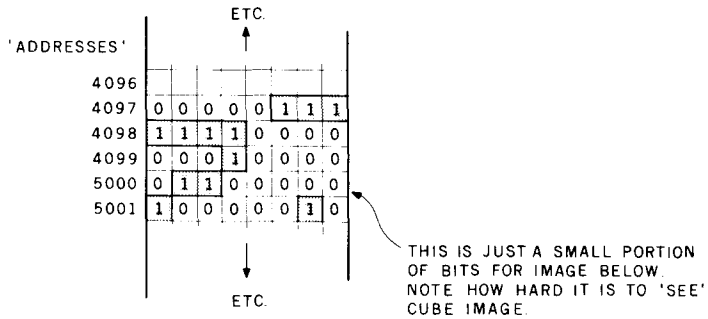 ETC.
'ADDRESSES'
4096
4097 0 0 0 0 0 1 1 1
4098 1 1 1 1 0 0 0 0
4099 0 0 0 1 0 0 0 0
5000 0 1 1 0 0 0 0 0
5001 1 0 0 0 0 0 1 0
THIS IS JUST A SMALL PORTION
OF BITS FOR IMAGE BELOW.
NOTE HOW HARD IT IS TO 'SEE'
CUBE IMAGE.
ETC.